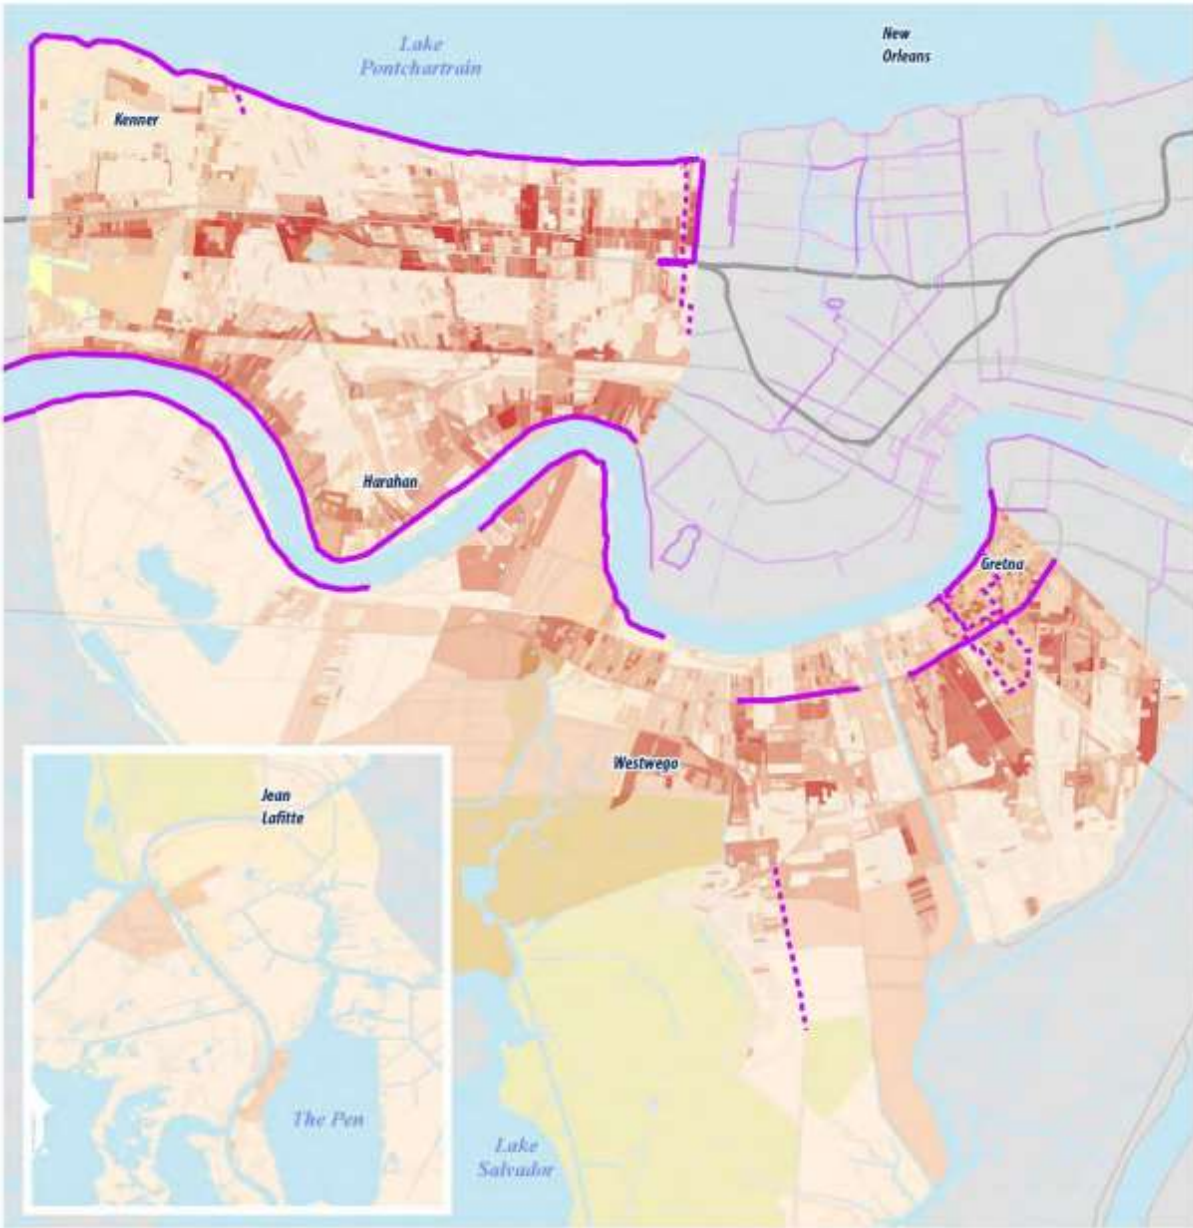 Lake
Pontchartrain
New
Orleans
Kenner
Harahan
Gretna
Westwego
Jean
Lafitte
The Pen
Lake
Salvador